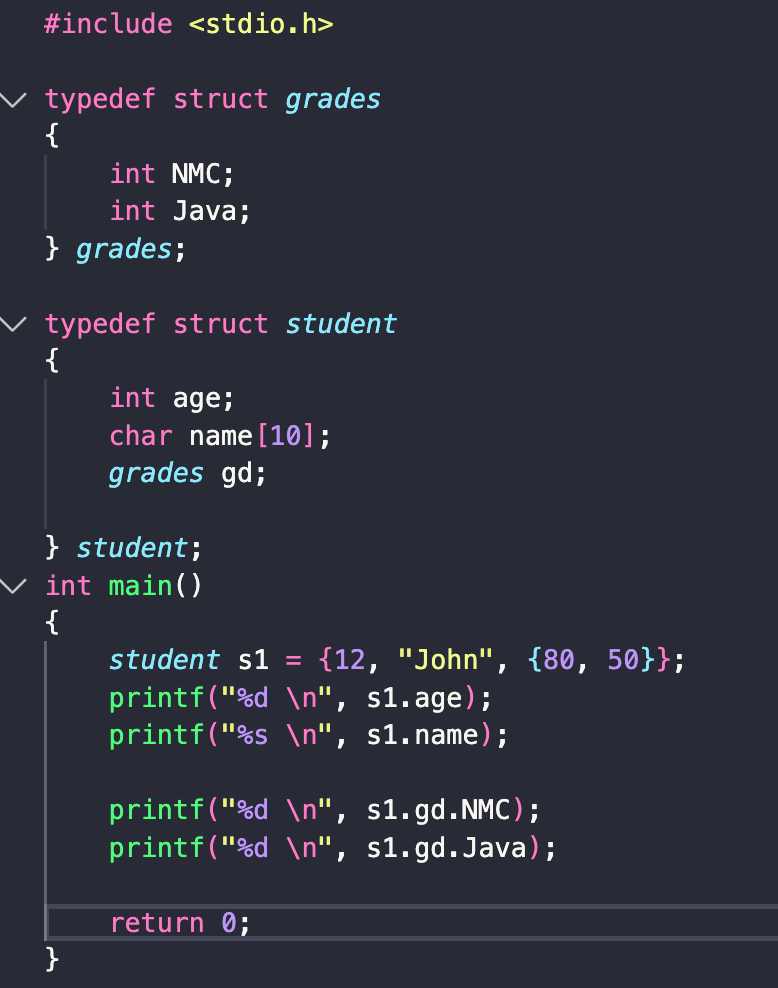 #include <stdio.h>
typedef struct grades
{
    int NMC;
    int Java;
} grades;
typedef struct student
{
    int age;
    char name[10];
    grades gd;
} student;
int main()
{
    student s1 = {12, "John", {80, 50}};
    printf("%d \n", s1.age);
    printf("%s \n", s1.name);
    printf("%d \n", s1.gd.NMC);
    printf("%d \n", s1.gd.Java);
    return 0;
}